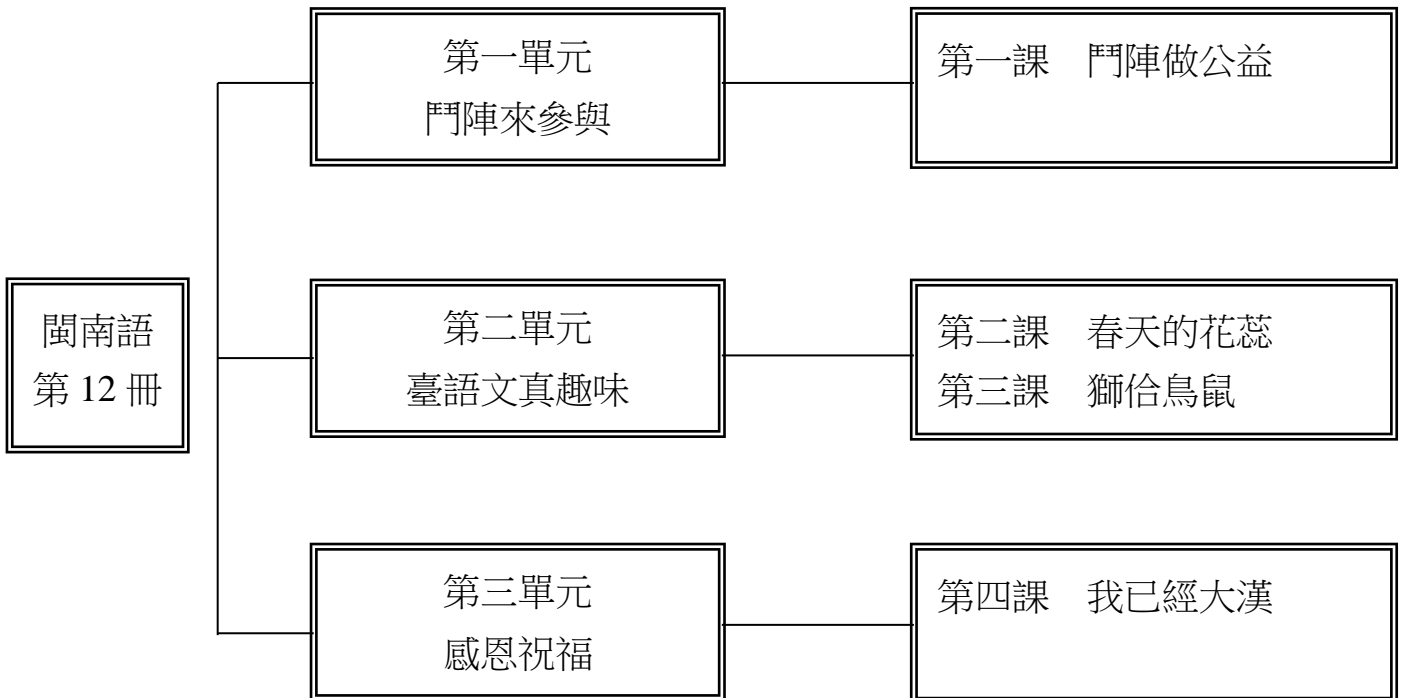 第一單元
鬥陣來參與
第一課　鬥陣做公益
閩南語
第 12 冊
第二單元
臺語文真趣味
第二課　春天的花蕊
第三課　獅佮鳥鼠
第三單元
感恩祝福
第四課　我已經大漢